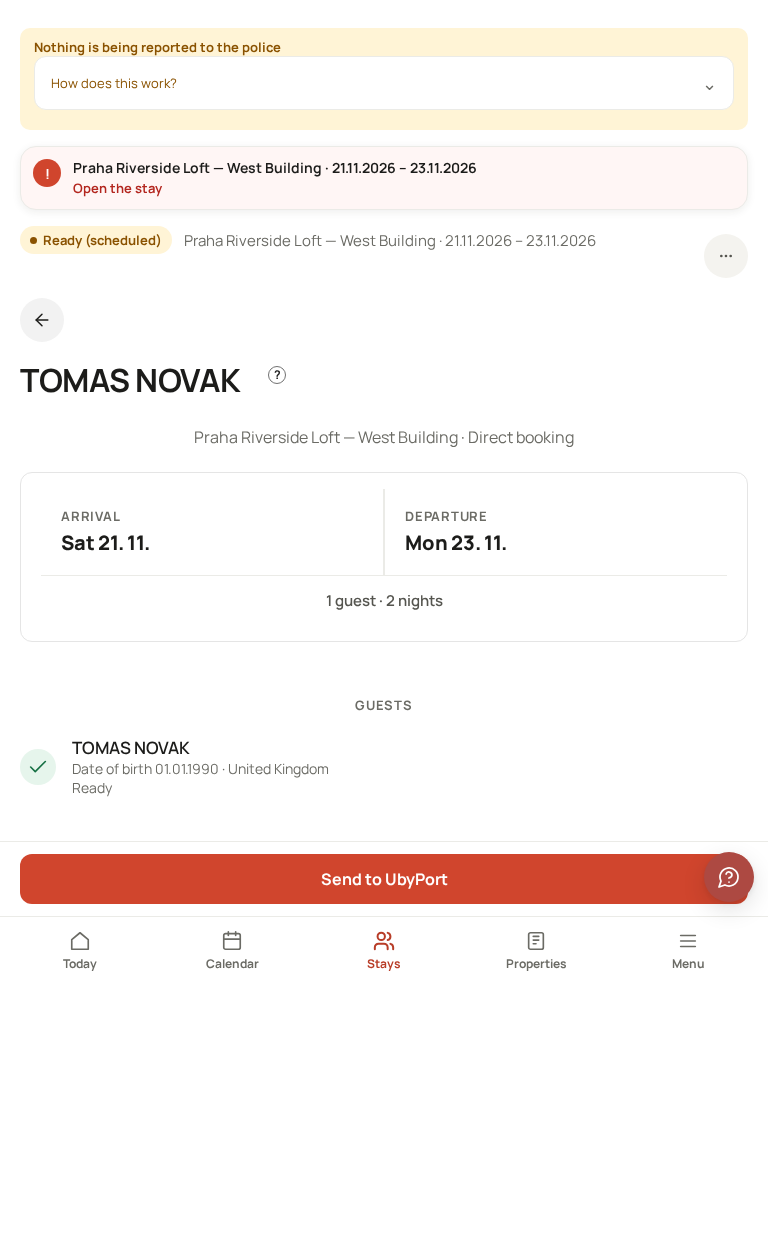 Nothing is being reported to the police
How does this work?
!
Praha Riverside Loft — West Building · 21.11.2026 – 23.11.2026
Open the stay
Ready (scheduled)
Praha Riverside Loft — West Building · 21.11.2026 – 23.11.2026
TOMAS NOVAK
?
Praha Riverside Loft — West Building · Direct booking
ARRIVAL
Sat 21. 11.
DEPARTURE
Mon 23. 11.
1 guest · 2 nights
GUESTS
TOMAS NOVAK
Date of birth 01.01.1990 · United Kingdom
Ready
Send to UbyPort
Today
Calendar
Stays
Properties
Menu